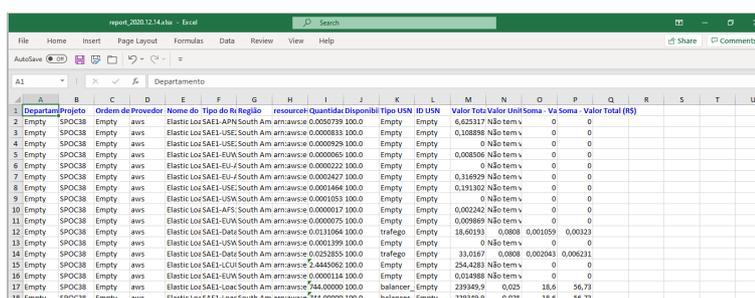 report_2020.12.14.xlsx - Excel
Search
File Home Insert Page Layout Formulas Data Review View Help
Share Comments
AutoSave Off
A1 Departamento
A B C D E F G H I J K L M N O P Q R S T U
1 Departam Projeto Ordem de Provedor Nome do Tipo do Re Região resourceH Quantidad Disponibil Tipo USN ID USN Valor Tota Valor Unit Soma - Va Soma - Valor Total (R$)
2 Empty SPOC38 Empty aws Elastic Loa SAE1-APN South Am arn:aws:e 0.0050739 100.0 Empty Empty 6,625317 Não tem v 0 0
3 Empty SPOC38 Empty aws Elastic Loa SAE1-USE2 South Am arn:aws:e 0.0000833 100.0 Empty Empty 0,108898 Não tem v 0 0
4 Empty SPOC38 Empty aws Elastic Loa SAE1-USE2 South Am arn:aws:e 0.0000929 100.0 Empty Empty 0 Não tem v 0 0
5 Empty SPOC38 Empty aws Elastic Loa SAE1-EUW South Am arn:aws:e 0.0000065 100.0 Empty Empty 0,008506 Não tem v 0 0
6 Empty SPOC38 Empty aws Elastic Loa SAE1-EU- South Am arn:aws:e 0.0000222 100.0 Empty Empty 0 Não tem v 0 0
7 Empty SPOC38 Empty aws Elastic Loa SAE1-EU-A South Am arn:aws:e 0.0002427 100.0 Empty Empty 0,316929 Não tem v 0 0
8 Empty SPOC38 Empty aws Elastic Loa SAE1-USE2 South Am arn:aws:e 0.0001464 100.0 Empty Empty 0,191302 Não tem v 0 0
9 Empty SPOC38 Empty aws Elastic Loa SAE1-USW South Am arn:aws:e 0.0001053 100.0 Empty Empty 0 Não tem v 0 0
10 Empty SPOC38 Empty aws Elastic Loa SAE1-AFS1 South Am arn:aws:e 0.0000017 100.0 Empty Empty 0,002242 Não tem v 0 0
11 Empty SPOC38 Empty aws Elastic Loa SAE1-EUW South Am arn:aws:e 0.0000075 100.0 Empty Empty 0,009869 Não tem v 0 0
12 Empty SPOC38 Empty aws Elastic Loa SAE1-Data South Am arn:aws:e 0.0131064 100.0 trafego Empty 18,60193 0,0808 0,001059 0,00323
13 Empty SPOC38 Empty aws Elastic Loa SAE1-USW South Am arn:aws:e 0.0001399 100.0 Empty Empty 0 Não tem v 0 0
14 Empty SPOC38 Empty aws Elastic Loa SAE1-Data South Am arn:aws:e 0.0252855 100.0 trafego Empty 33,0167 0,0808 0,002043 0,006231
15 Empty SPOC38 Empty aws Elastic Loa SAE1-LCUI South Am arn:aws:e 2.4445062 100.0 Empty Empty 254,4283 Não tem v 0 0
16 Empty SPOC38 Empty aws Elastic Loa SAE1-EUW South Am arn:aws:e 0.0000114 100.0 Empty Empty 0,014988 Não tem v 0 0
17 Empty SPOC38 Empty aws Elastic Loa SAE1-Load South Am arn:aws:e 744.00000 100.0 balancer_ Empty 239349,9 0,025 18,6 56,73